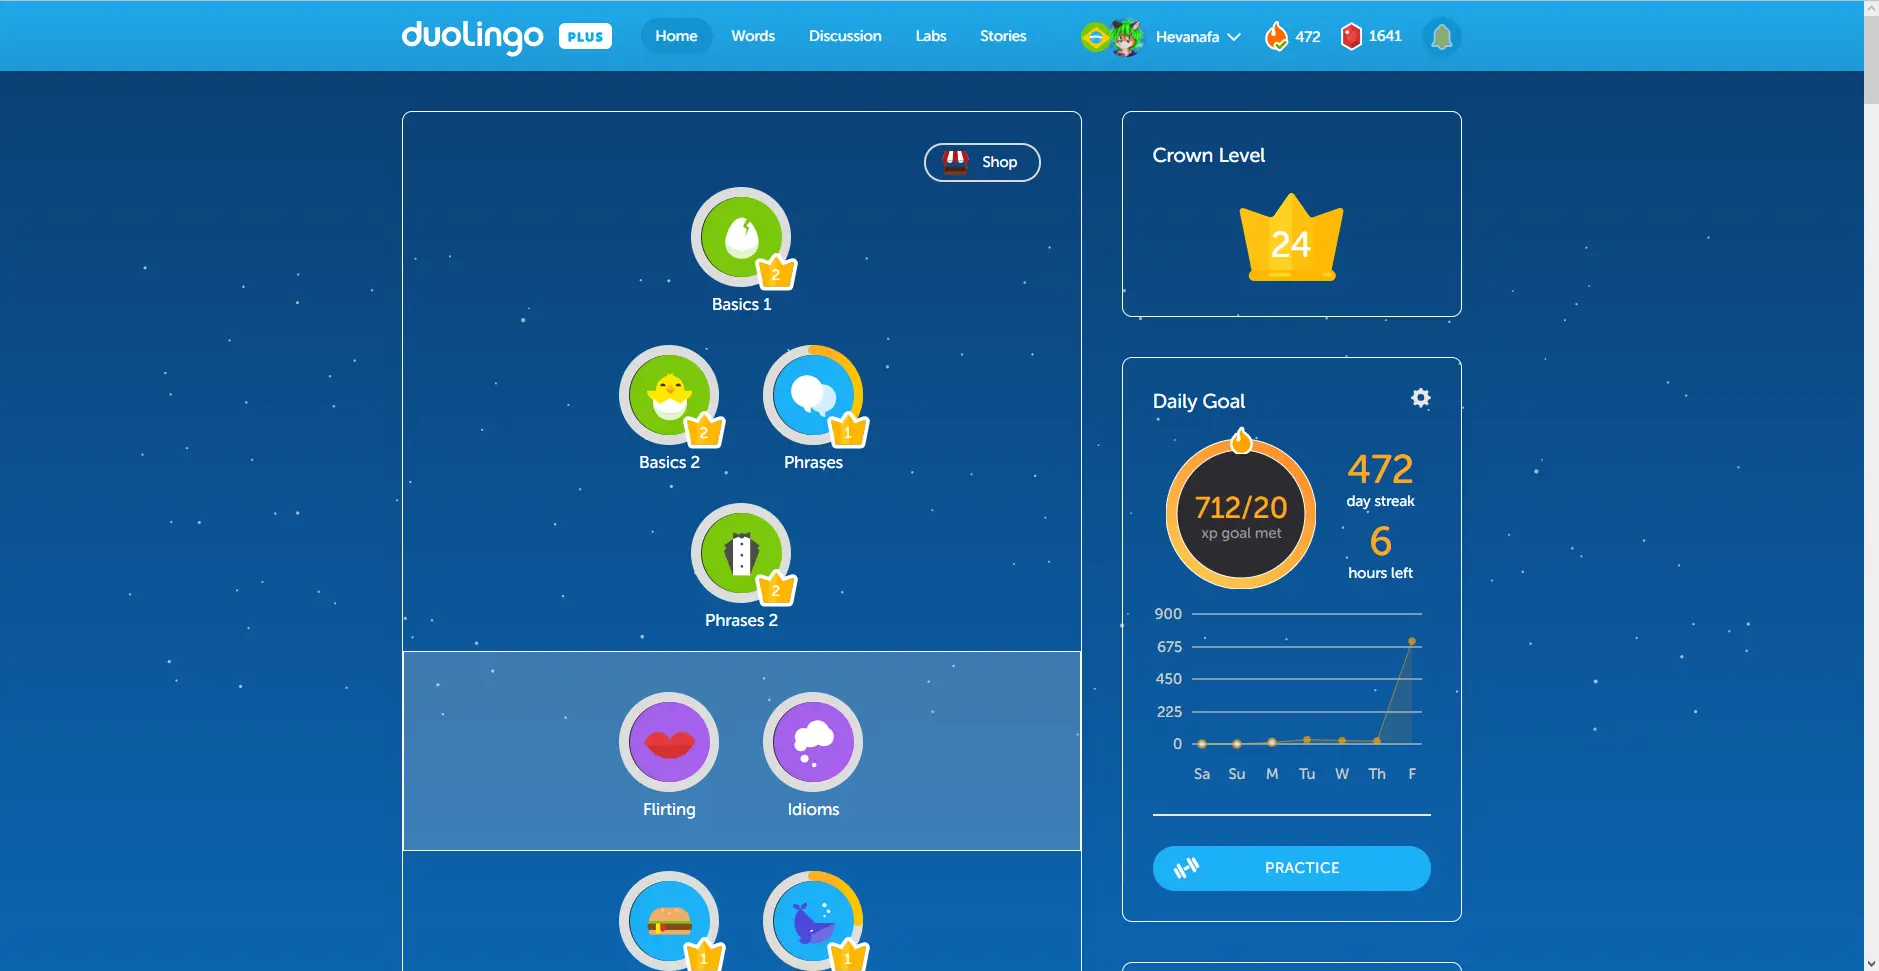 duolingo PLUS Home Words Discussion Labs Stories Hevanafa 472 1641
Shop
2
Basics 1
2
1
Basics 2 Phrases
2
Phrases 2
Flirting Idioms
1
1
Crown Level
24
Daily Goal
712/20
xp goal met
472
day streak
6
hours left
900
675
450
225
0
Sa Su M Tu W Th F
PRACTICE